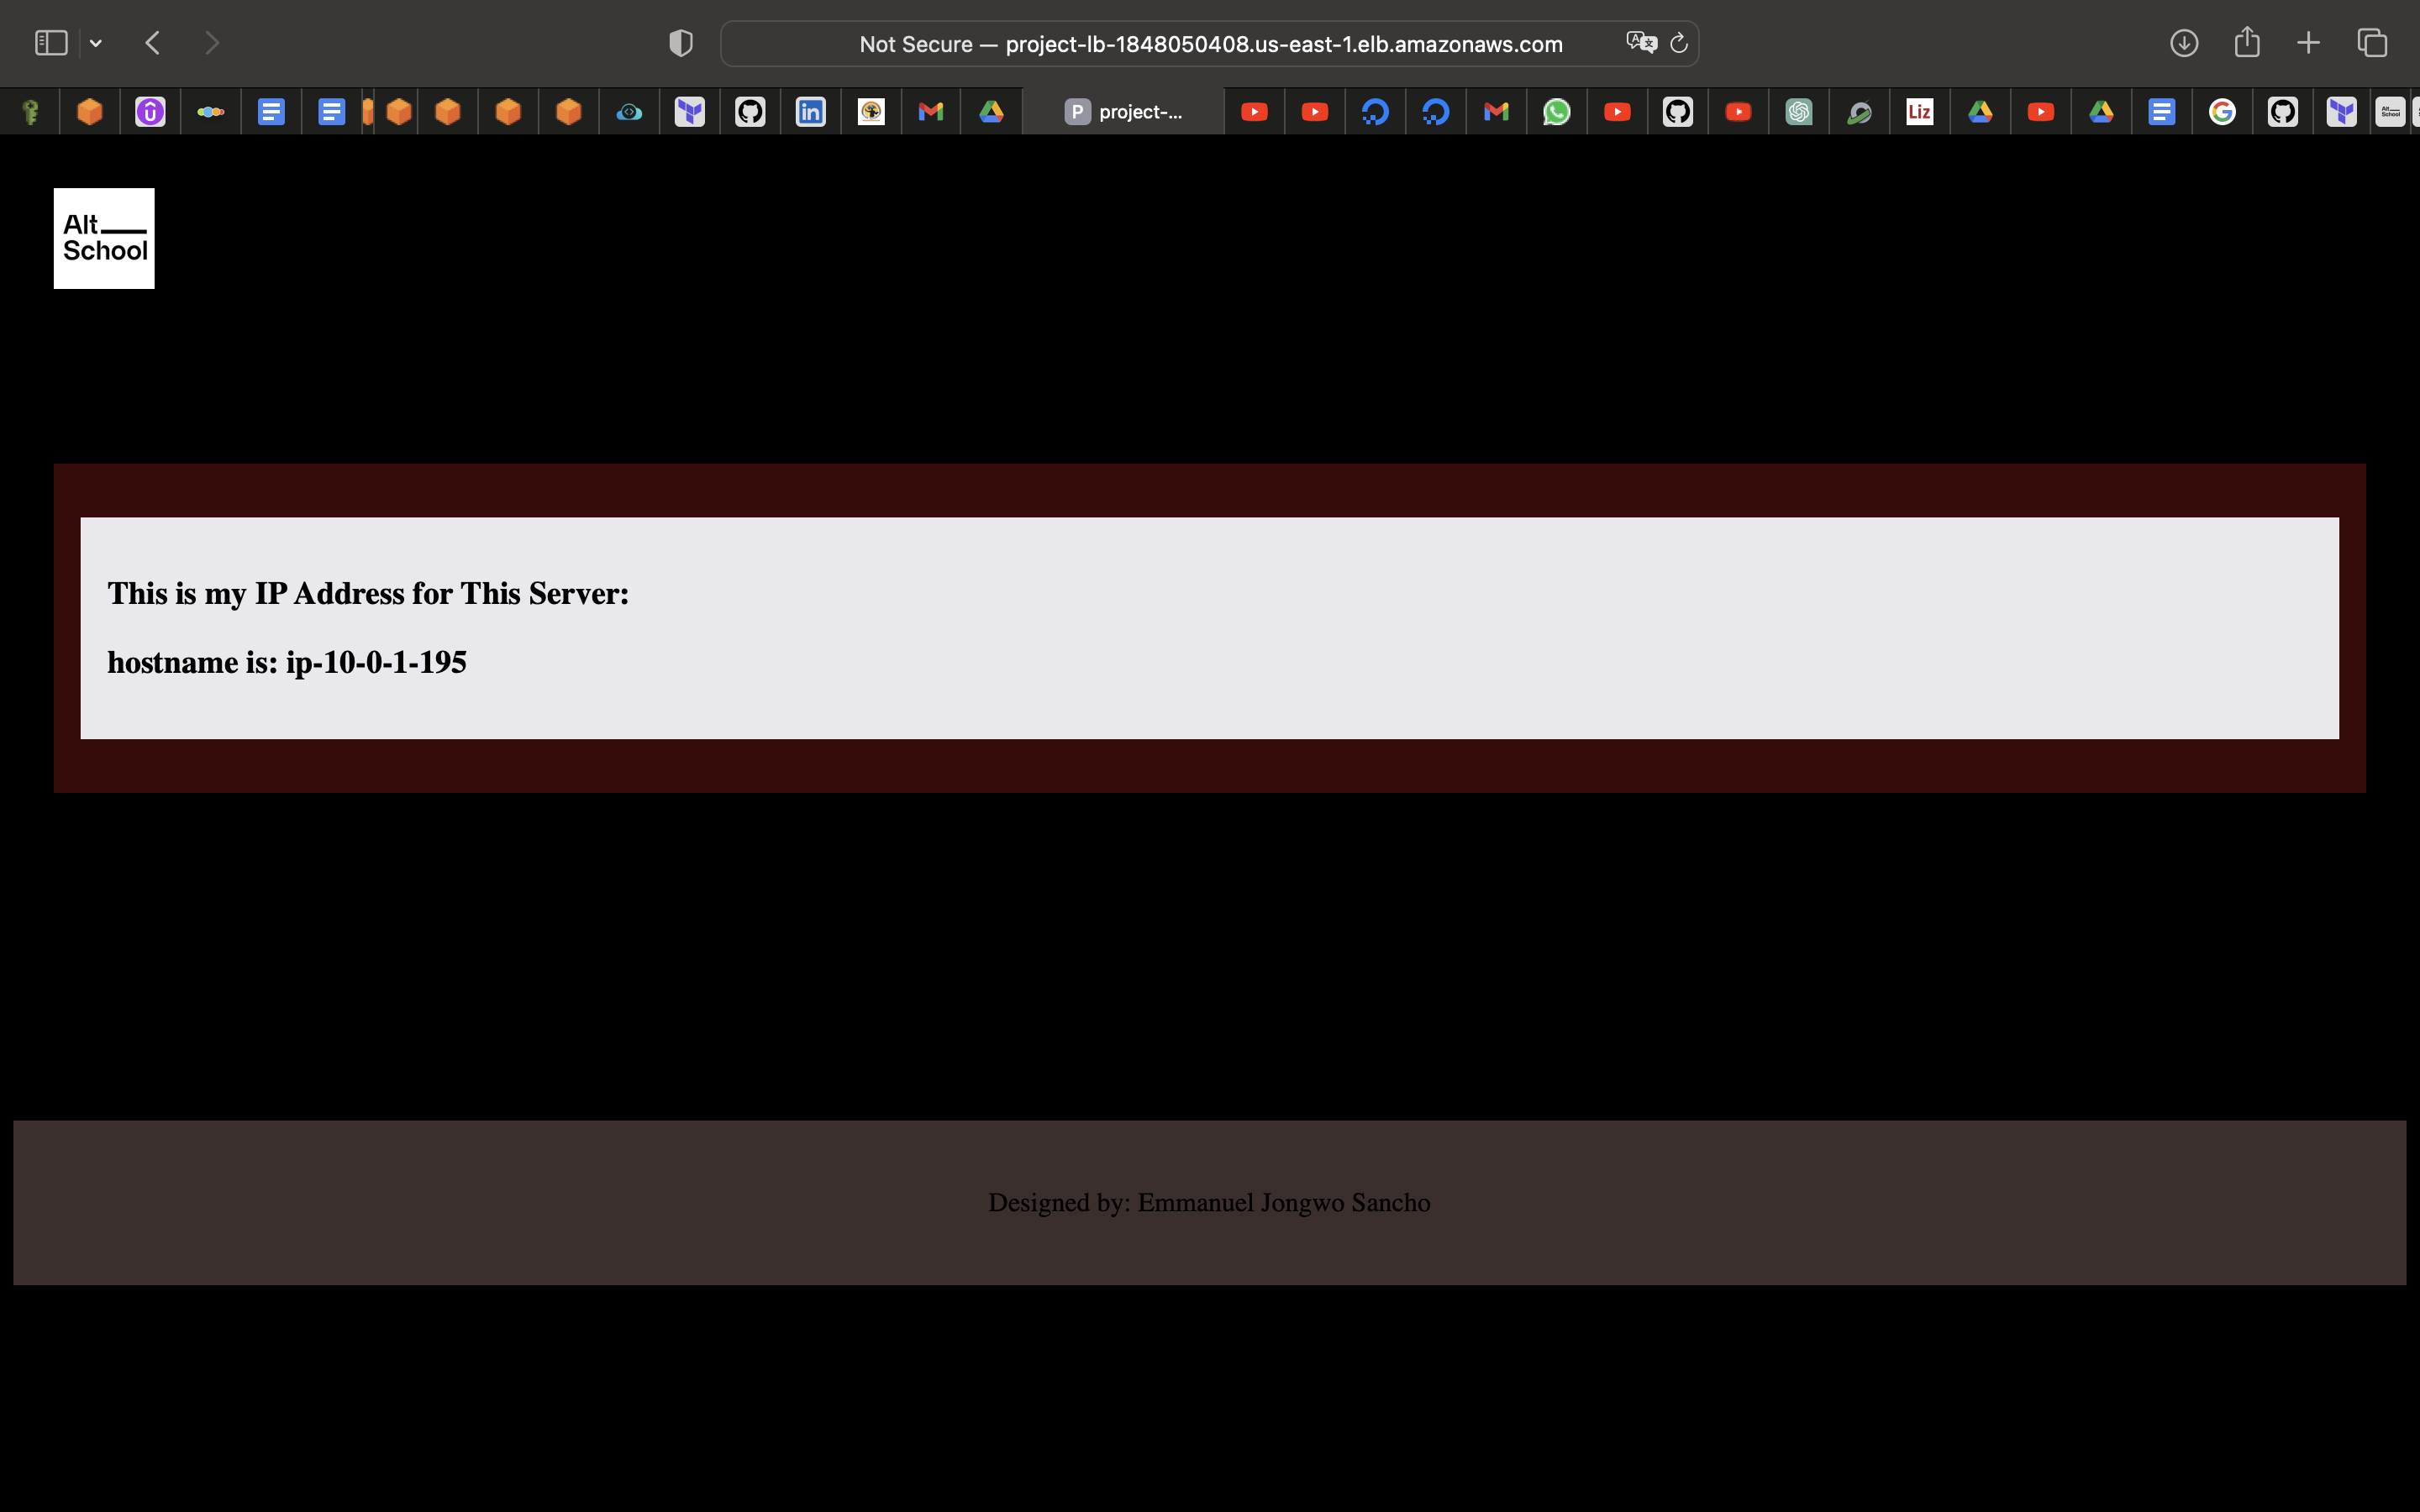 Not Secure — project-lb-1848050408.us-east-1.elb.amazonaws.com
P project-...
Liz
Alt
School
This is my IP Address for This Server:
hostname is: ip-10-0-1-195
Designed by: Emmanuel Jongwo Sancho